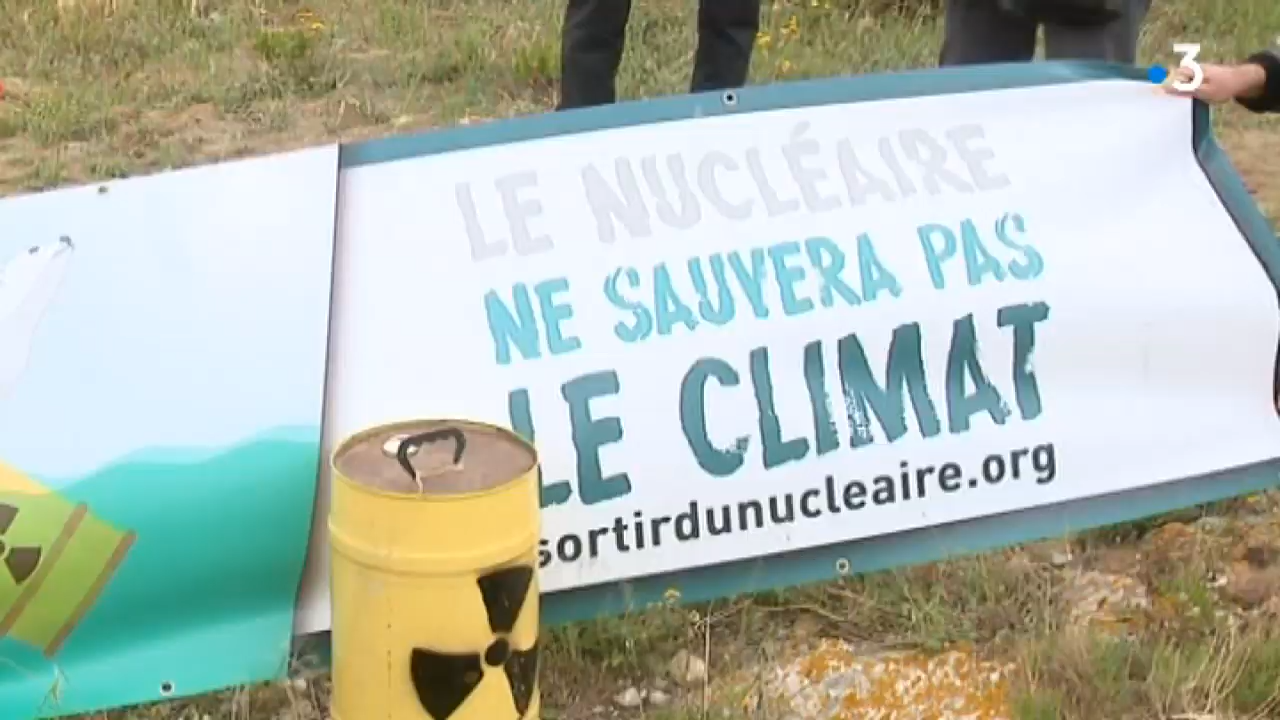 3
LE NUCLÉAIRE
NE SAUVERA PAS
LE CLIMAT
sortirdunucleaire.org